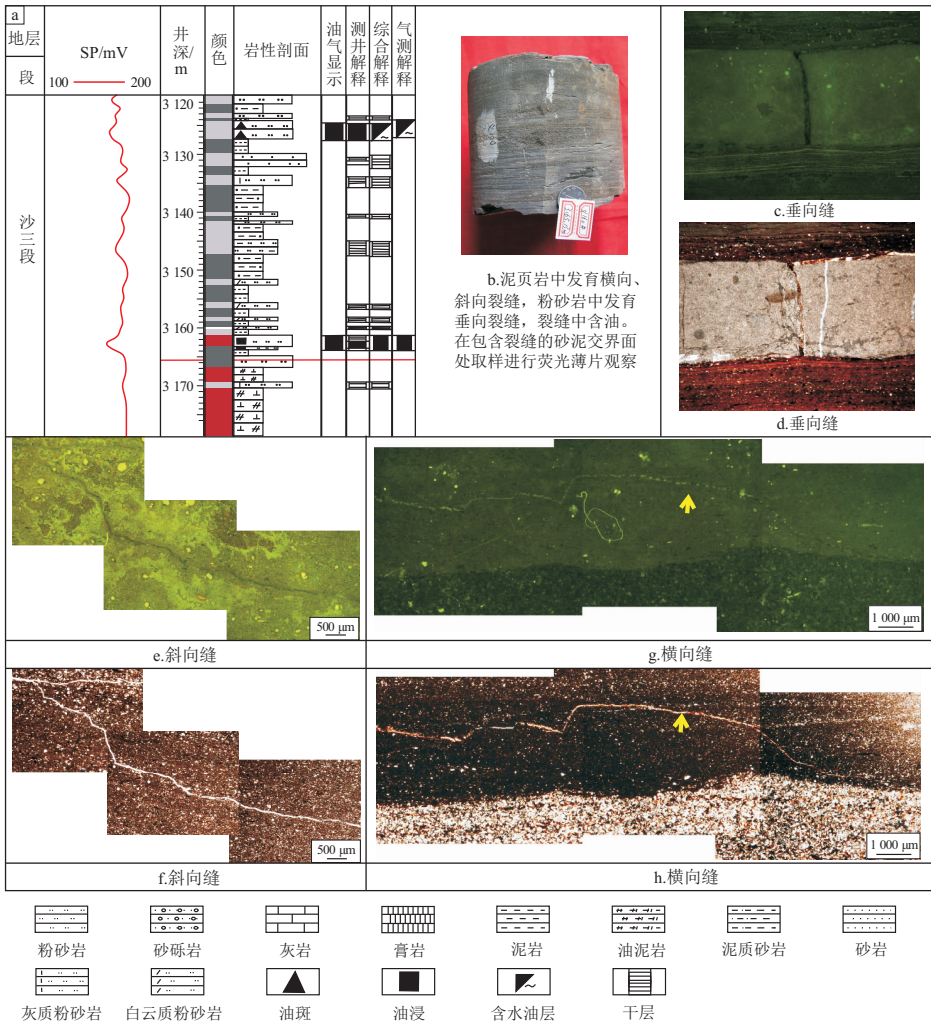 a
地层
段
SP/mV
100 200
井深/m
颜色
岩性剖面
油气显示
测井解释
综合解释
气测解释
沙三段
3 120
3 130
3 140
3 150
3 160
3 170
b.泥页岩中发育横向、
斜向裂缝，粉砂岩中发育
垂向裂缝，裂缝中含油。
在包含裂缝的砂泥交界面
处取样进行荧光薄片观察
c.垂向缝
d.垂向缝
500 μm
e.斜向缝
1 000 μm
g.横向缝
500 μm
f.斜向缝
1 000 μm
h.横向缝
粉砂岩 砂砾岩 灰岩 膏岩 泥岩 油泥岩 泥质砂岩 砂岩
灰质粉砂岩 白云质粉砂岩 油斑 油浸 含水油层 干层